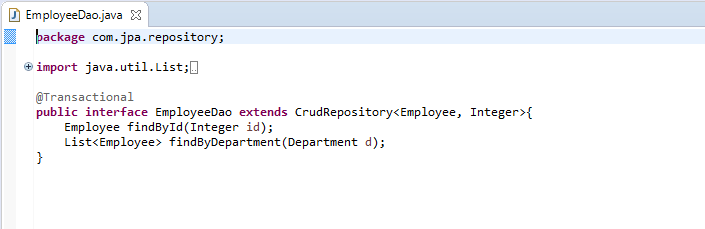 EmployeeDao.java
package com.jpa.repository;
import java.util.List;
@Transactional
public interface EmployeeDao extends CrudRepository<Employee, Integer>{
    Employee findById(Integer id);
    List<Employee> findByDepartment(Department d);
}